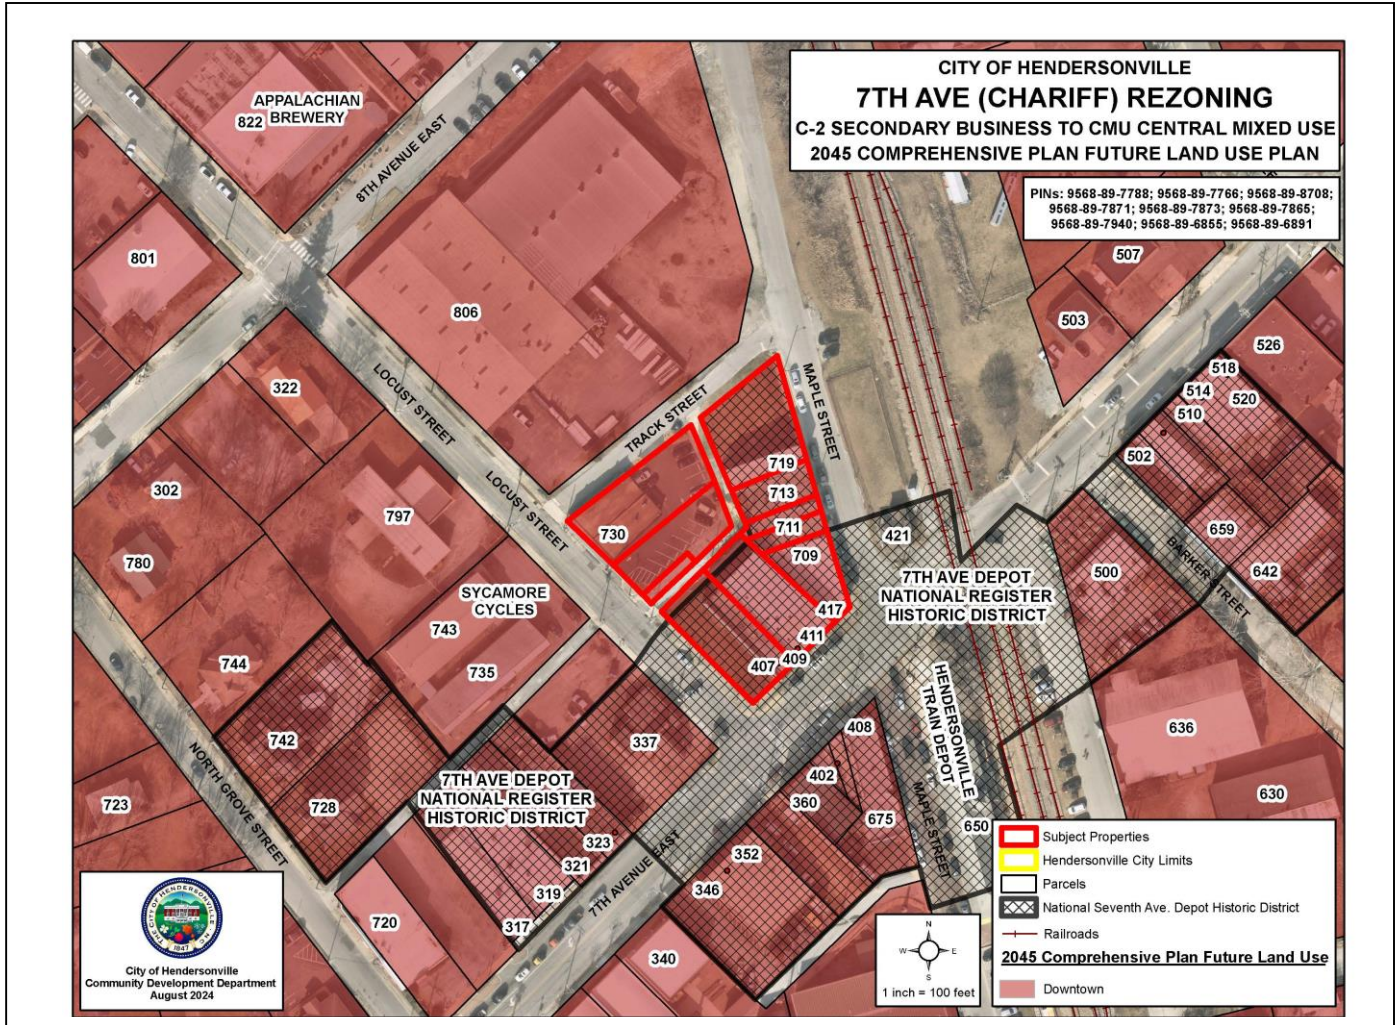 CITY OF HENDERSONVILLE
7TH AVE (CHARIFF) REZONING
C-2 SECONDARY BUSINESS TO CMU CENTRAL MIXED USE
2045 COMPREHENSIVE PLAN FUTURE LAND USE PLAN
PINs: 9568-89-7788; 9568-89-7766; 9568-89-8708;
9568-89-7871; 9568-89-7873; 9568-89-7865;
9568-89-7940; 9568-89-6855; 9568-89-6891
APPALACHIAN
BREWERY
822
8TH AVENUE EAST
801
806
507
503
322
LOCUST STREET
TRACK STREET
MAPLE STREET
526
518
514
520
510
502
302
797
LOCUST STREET
730
719
713
711
709
421
659
BARKER STREET
642
780
7TH AVE DEPOT
NATIONAL REGISTER
HISTORIC DISTRICT
500
SYCAMORE
CYCLES
743
735
744
417
411
409
407
HENDERSONVILLE
TRAIN DEPOT
742
337
408
636
NORTH GROVE STREET
7TH AVE DEPOT
NATIONAL REGISTER
HISTORIC DISTRICT
402
360
675
MAPLE STREET
650
630
723
728
323
321
319
317
7TH AVENUE EAST
352
346
720
340
THE CITY OF HENDERSONVILLE N.C.
1847
City of Hendersonville
Community Development Department
August 2024
N
W E
S
1 inch = 100 feet
Subject Properties
Hendersonville City Limits
Parcels
National Seventh Ave. Depot Historic District
Railroads
2045 Comprehensive Plan Future Land Use
Downtown